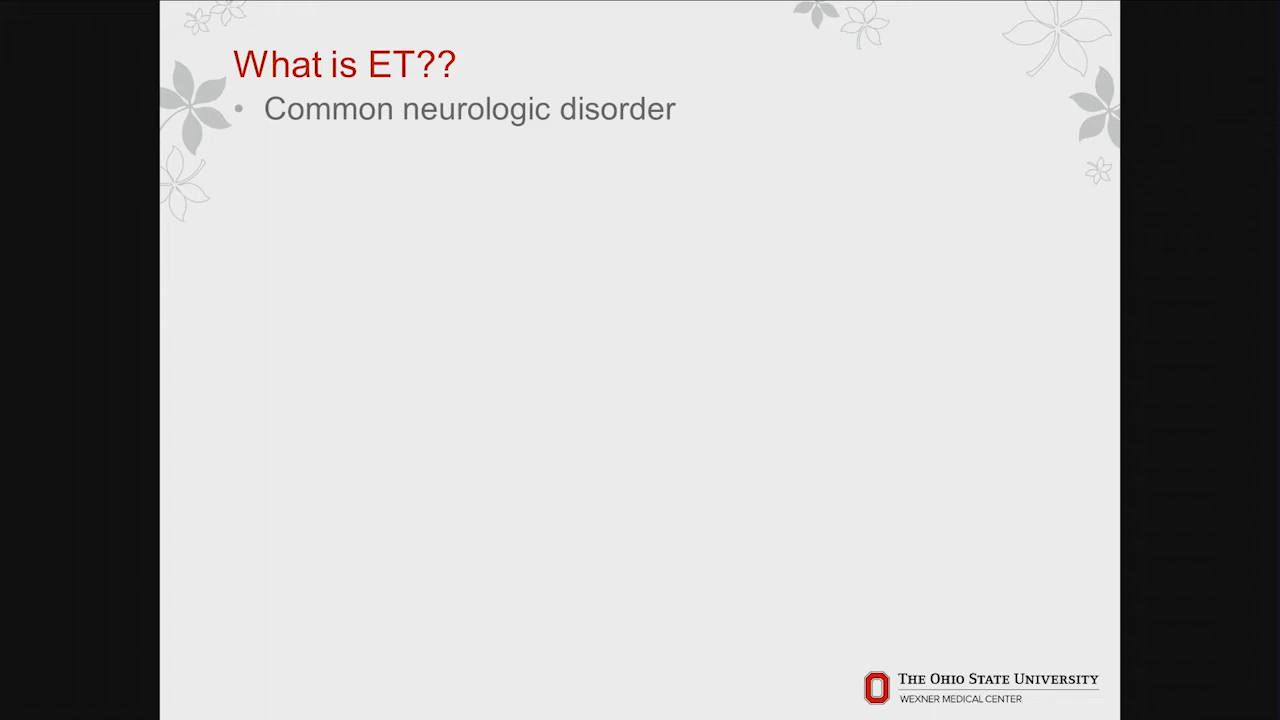 What is ET??
• Common neurologic disorder
THE OHIO STATE UNIVERSITY
WEXNER MEDICAL CENTER